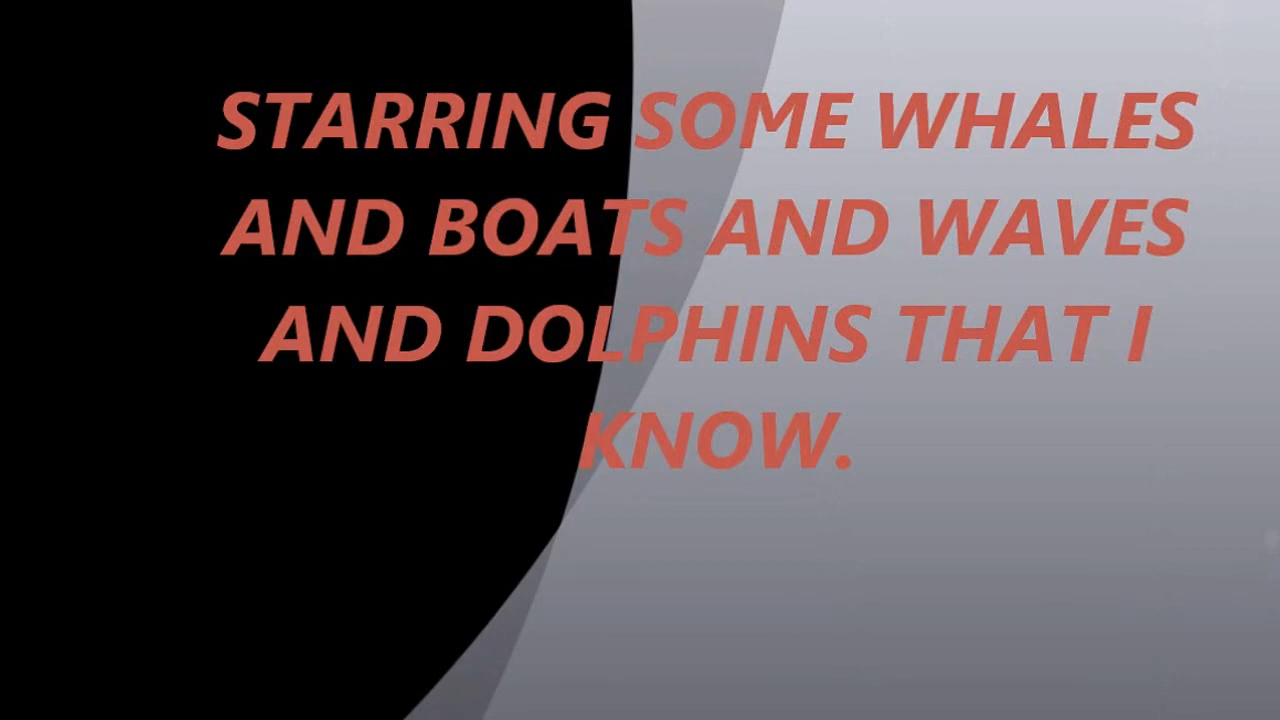 STARRING SOME WHALES
AND BOATS AND WAVES
AND DOLPHINS THAT I
KNOW.